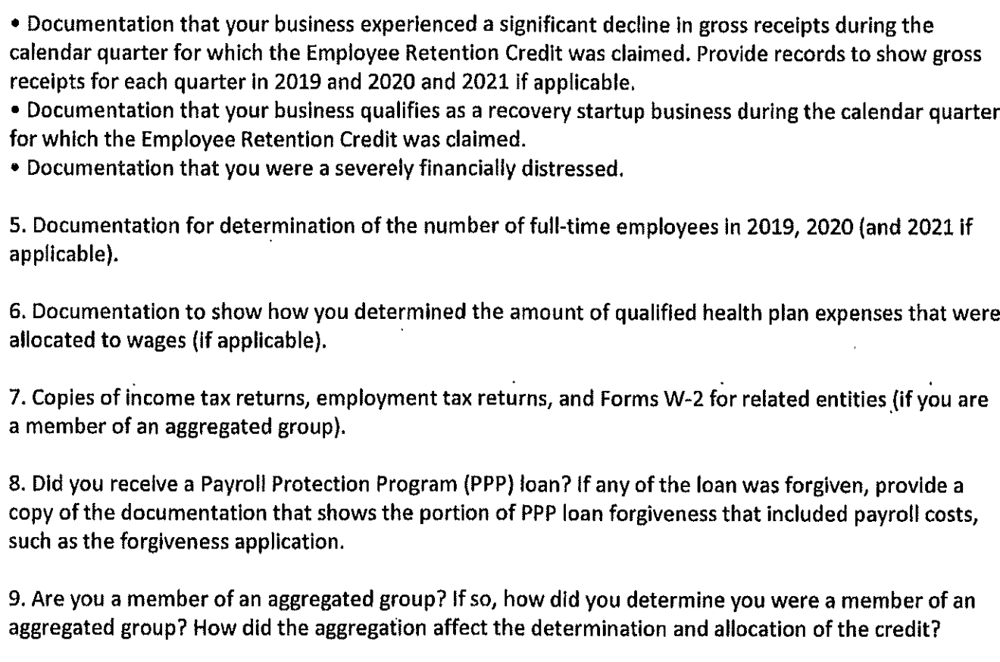 • Documentation that your business experienced a significant decline in gross receipts during the
calendar quarter for which the Employee Retention Credit was claimed. Provide records to show gross
receipts for each quarter in 2019 and 2020 and 2021 if applicable.
• Documentation that your business qualifies as a recovery startup business during the calendar quarter
for which the Employee Retention Credit was claimed.
• Documentation that you were a severely financially distressed.
5. Documentation for determination of the number of full-time employees in 2019, 2020 (and 2021 if
applicable).
6. Documentation to show how you determined the amount of qualified health plan expenses that were
allocated to wages (if applicable).
7. Copies of income tax returns, employment tax returns, and Forms W-2 for related entities (if you are
a member of an aggregated group).
8. Did you receive a Payroll Protection Program (PPP) loan? If any of the loan was forgiven, provide a
copy of the documentation that shows the portion of PPP loan forgiveness that included payroll costs,
such as the forgiveness application.
9. Are you a member of an aggregated group? If so, how did you determine you were a member of an
aggregated group? How did the aggregation affect the determination and allocation of the credit?